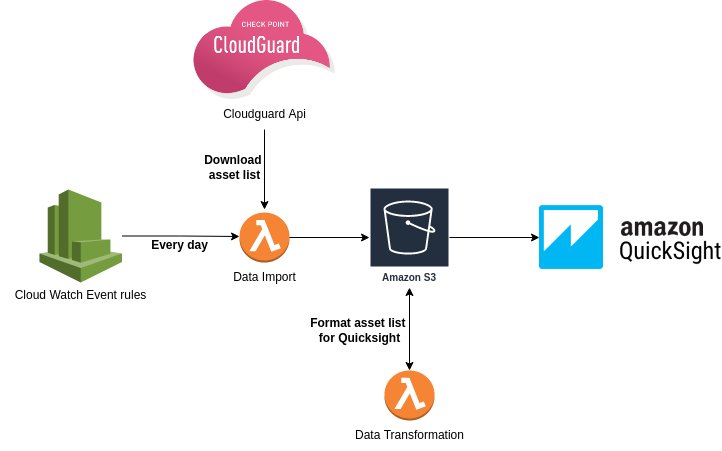 CHECK POINT
CloudGuard
Cloudguard Api
Download
asset list
Every day
Cloud Watch Event rules
Data Import
Amazon S3
amazon
QuickSight
Format asset list
for Quicksight
Data Transformation